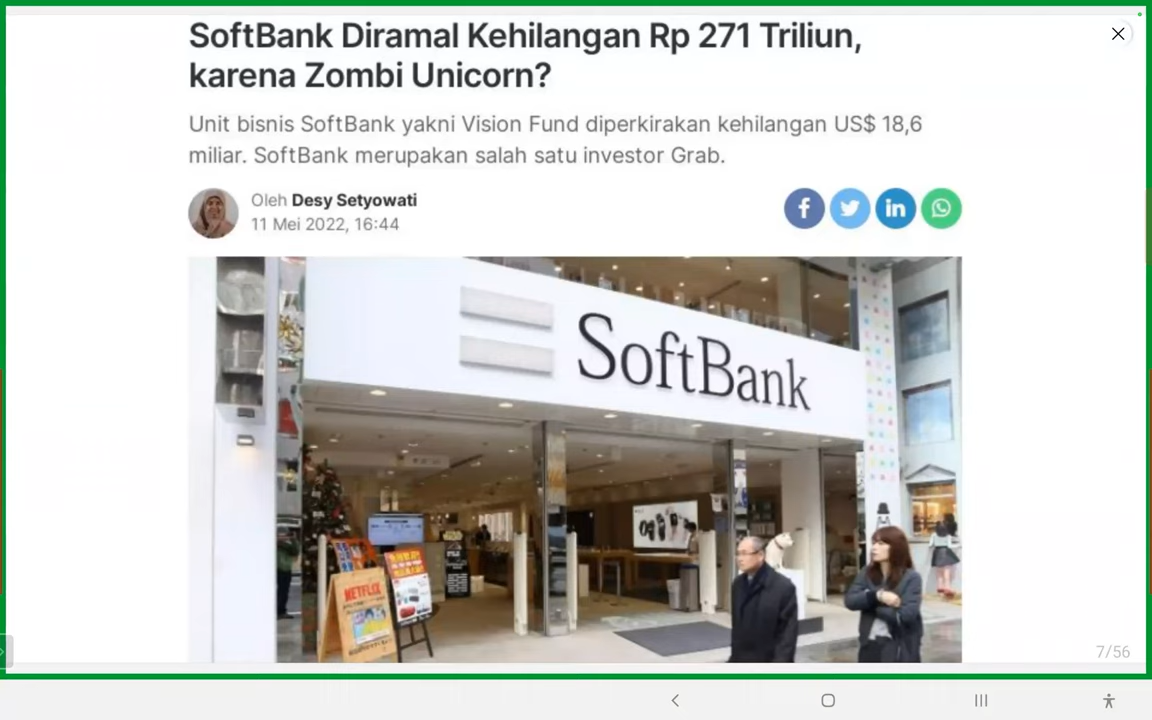 SoftBank Diramal Kehilangan Rp 271 Triliun,
karena Zombi Unicorn?
Unit bisnis SoftBank yakni Vision Fund diperkirakan kehilangan US$ 18,6
miliar. SoftBank merupakan salah satu investor Grab.
Oleh Desy Setyowati
11 Mei 2022, 16:44
SoftBank
NETFLIX
7/56